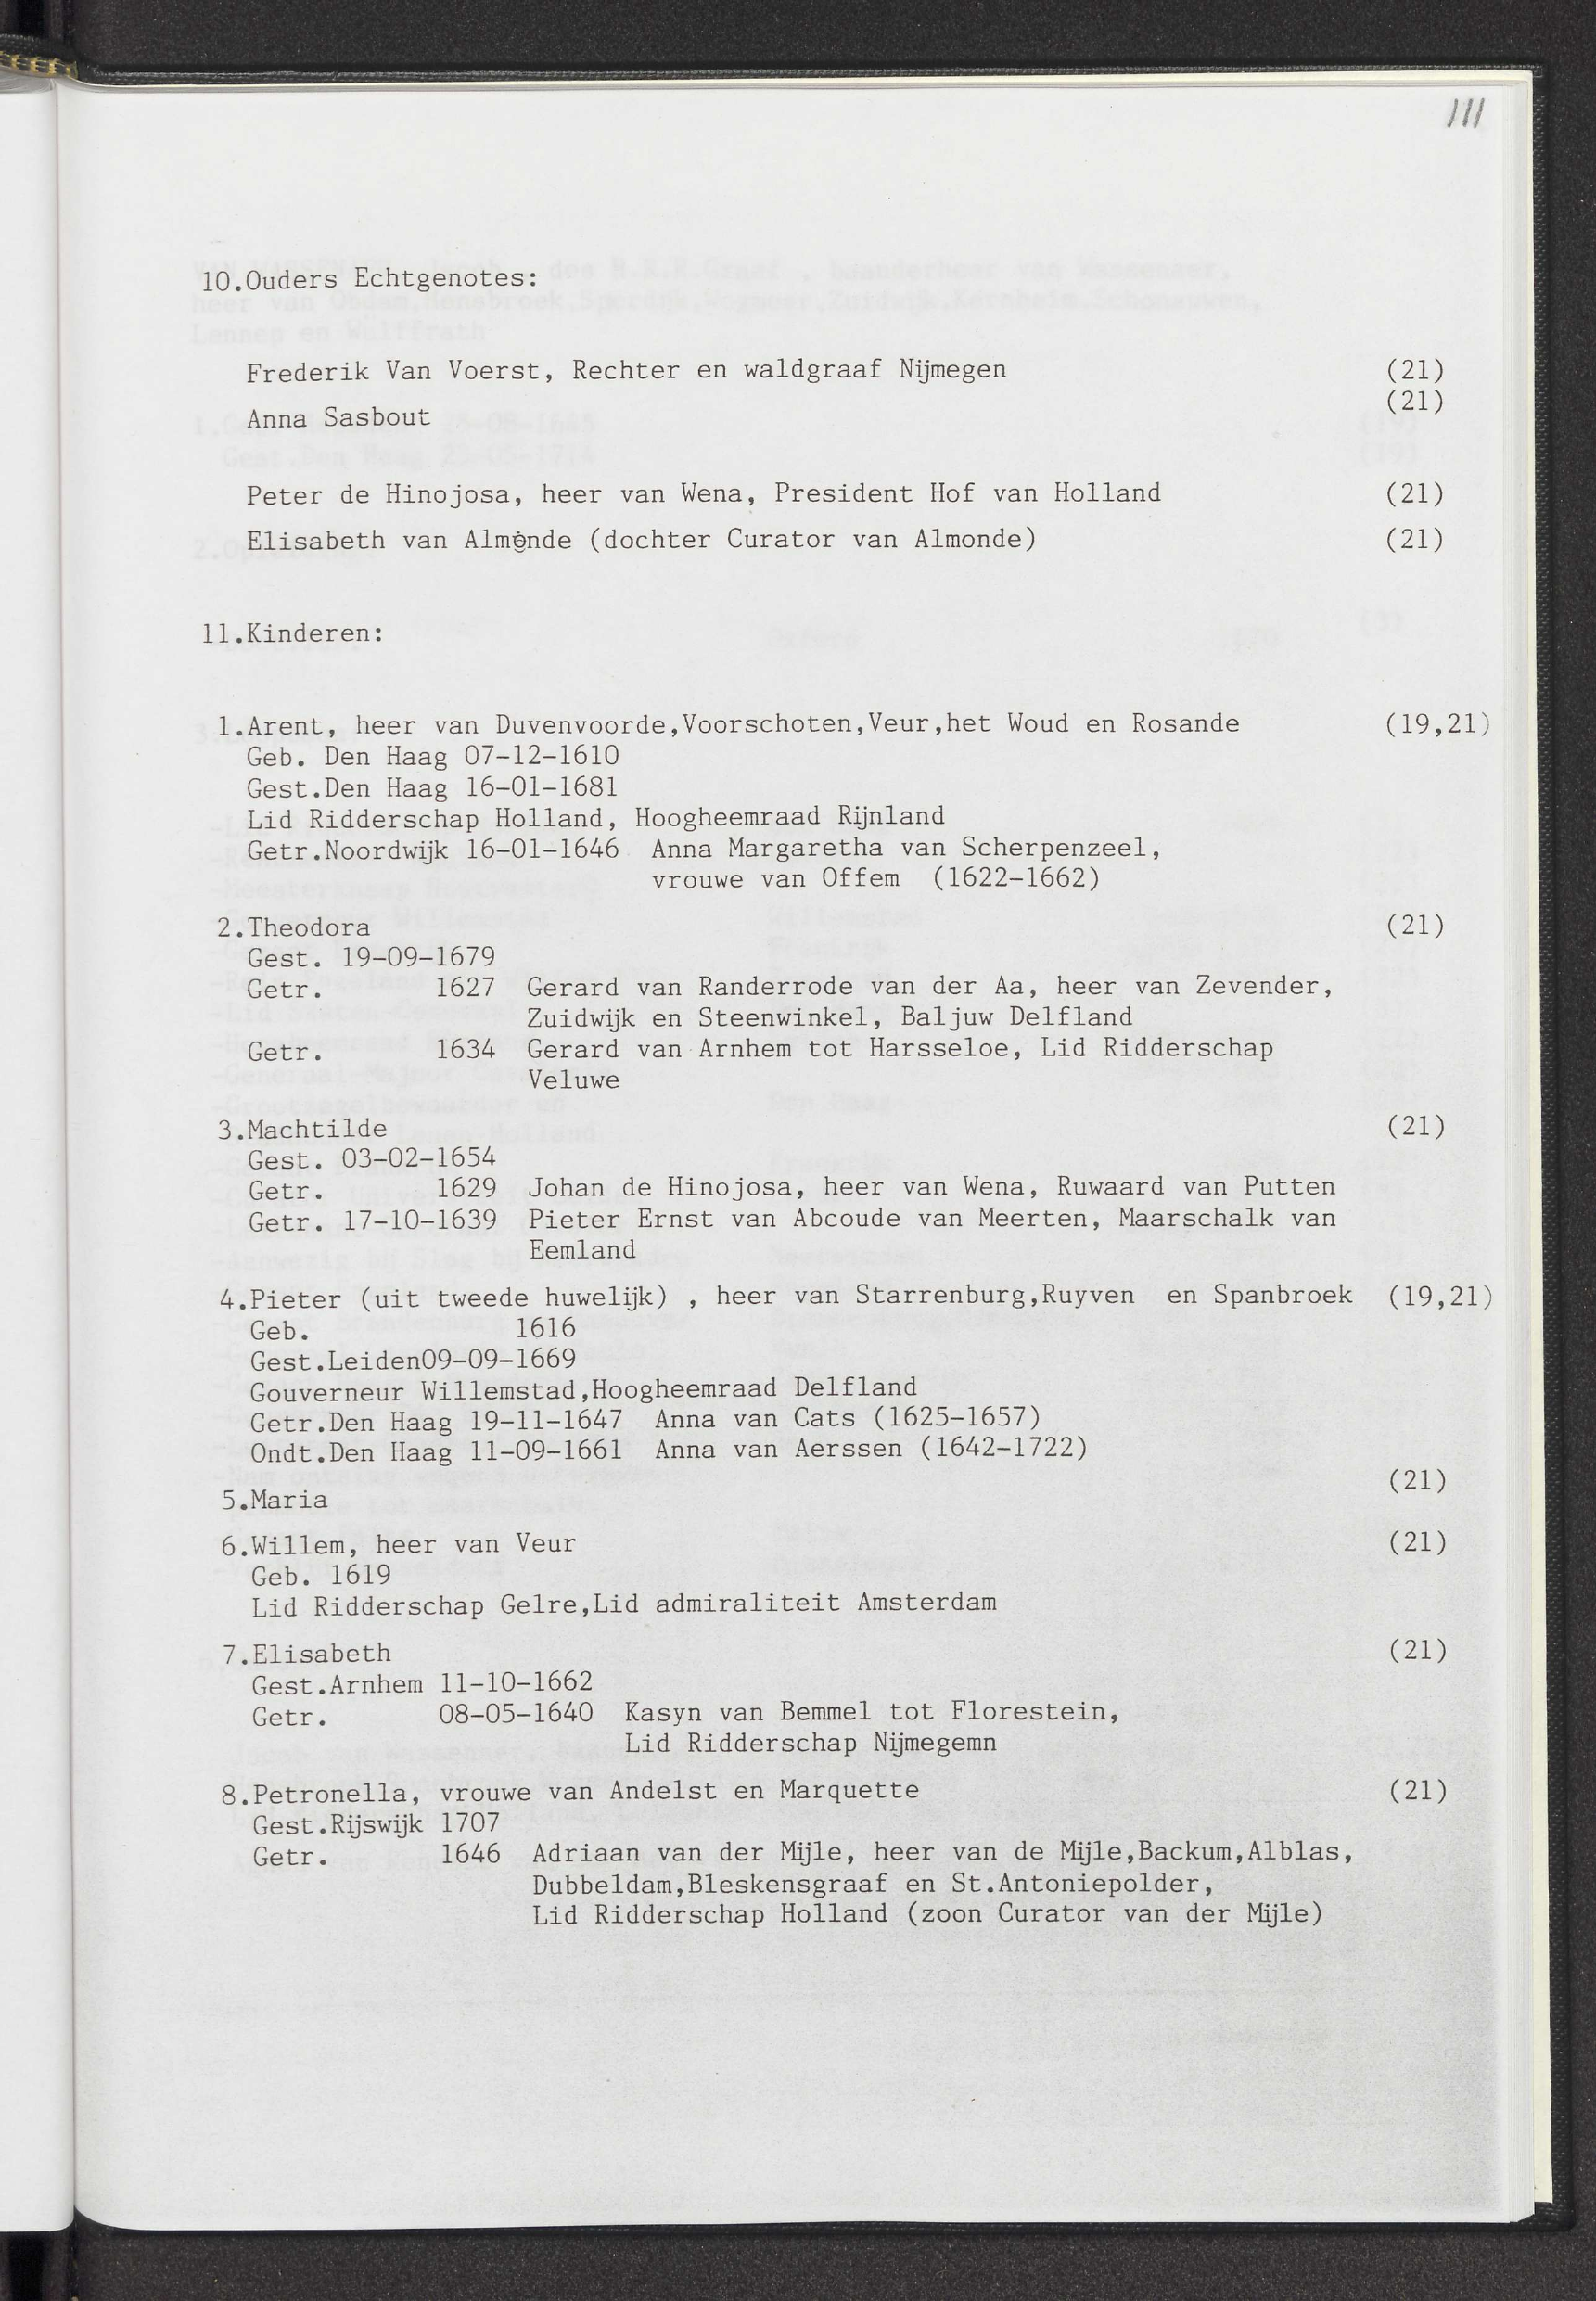 111
10.Ouders Echtgenotes:
Frederik Van Voerst, Rechter en waldgraaf Nijmegen (21)
(21)
Anna Sasbout
Peter de Hinojosa, heer van Wena, President Hof van Holland (21)
Elisabeth van Almonde (dochter Curator van Almonde) (21)
11.Kinderen:
1.Arent, heer van Duvenvoorde,Voorschoten,Veur,het Woud en Rosande (19,21)
Geb. Den Haag 07-12-1610
Gest.Den Haag 16-01-1681
Lid Ridderschap Holland, Hoogheemraad Rijnland
Getr.Noordwijk 16-01-1646 Anna Margaretha van Scherpenzeel,
vrouwe van Offem (1622-1662)
2.Theodora (21)
Gest. 19-09-1679
Getr. 1627 Gerard van Randerrode van der Aa, heer van Zevender,
Zuidwijk en Steenwinkel, Baljuw Delfland
Getr. 1634 Gerard van Arnhem tot Harsseloe, Lid Ridderschap
Veluwe
3.Machtilde (21)
Gest. 03-02-1654
Getr. 1629 Johan de Hinojosa, heer van Wena, Ruwaard van Putten
Getr. 17-10-1639 Pieter Ernst van Abcoude van Meerten, Maarschalk van
Eemland
4.Pieter (uit tweede huwelijk) , heer van Starrenburg,Ruyven en Spanbroek (19,21)
Geb. 1616
Gest.Leiden09-09-1669
Gouverneur Willemstad,Hoogheemraad Delfland
Getr.Den Haag 19-11-1647 Anna van Cats (1625-1657)
Ondt.Den Haag 11-09-1661 Anna van Aerssen (1642-1722)
(21)
5.Maria
6.Willem, heer van Veur (21)
Geb. 1619
Lid Ridderschap Gelre,Lid admiraliteit Amsterdam
7.Elisabeth (21)
Gest.Arnhem 11-10-1662
Getr. 08-05-1640 Kasyn van Bemmel tot Florestein,
Lid Ridderschap Nijmegemn
8.Petronella, vrouwe van Andelst en Marquette (21)
Gest.Rijswijk 1707
Getr. 1646 Adriaan van der Mijle, heer van de Mijle,Backum,Alblas,
Dubbeldam,Bleskensgraaf en St.Antoniepolder,
Lid Ridderschap Holland (zoon Curator van der Mijle)